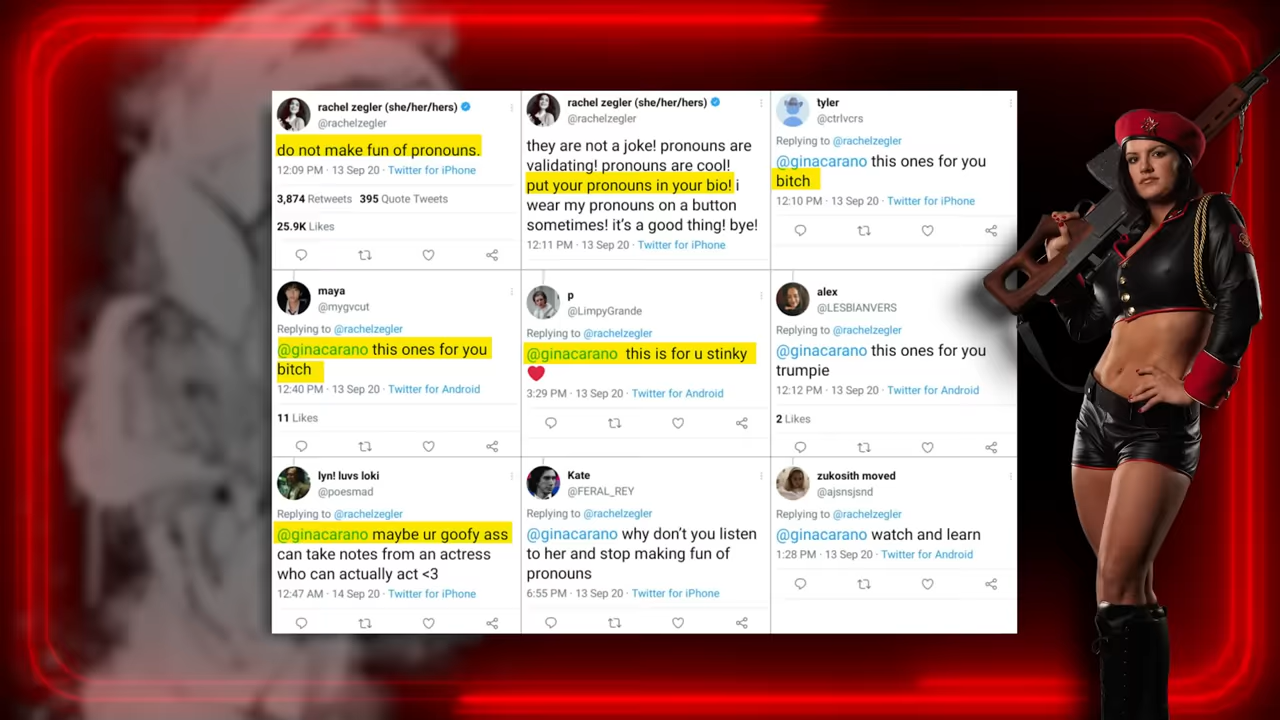 rachel zegler (she/her/hers)
@rachelzegler
do not make fun of pronouns.
12:09 PM · 13 Sep 20 · Twitter for iPhone
3,874 Retweets 395 Quote Tweets
25.9K Likes
rachel zegler (she/her/hers)
@rachelzegler
they are not a joke! pronouns are
validating! pronouns are cool!
put your pronouns in your bio! i
wear my pronouns on a button
sometimes! it's a good thing! bye!
12:11 PM · 13 Sep 20 · Twitter for iPhone
tyler
@ctrlvcrs
Replying to @rachelzegler
@ginacarano this ones for you
bitch
12:10 PM · 13 Sep 20 · Twitter for iPhone
maya
@mygvcut
Replying to @rachelzegler
@ginacarano this ones for you
bitch
12:40 PM · 13 Sep 20 · Twitter for Android
11 Likes
p
@LimpyGrande
Replying to @rachelzegler
@ginacarano this is for u stinky
❤️
3:29 PM · 13 Sep 20 · Twitter for Android
alex
@LESBIANVERS
Replying to @rachelzegler
@ginacarano this ones for you
trumpie
12:12 PM · 13 Sep 20 · Twitter for Android
2 Likes
lyn! luvs loki
@poesmad
Replying to @rachelzegler
@ginacarano maybe ur goofy ass
can take notes from an actress
who can actually act <3
12:47 AM · 14 Sep 20 · Twitter for iPhone
Kate
@FERAL_REY
Replying to @rachelzegler
@ginacarano why don't you listen
to her and stop making fun of
pronouns
6:55 PM · 13 Sep 20 · Twitter for iPhone
zukosith moved
@ajsnsjsnd
Replying to @rachelzegler
@ginacarano watch and learn
1:28 PM · 13 Sep 20 · Twitter for Android